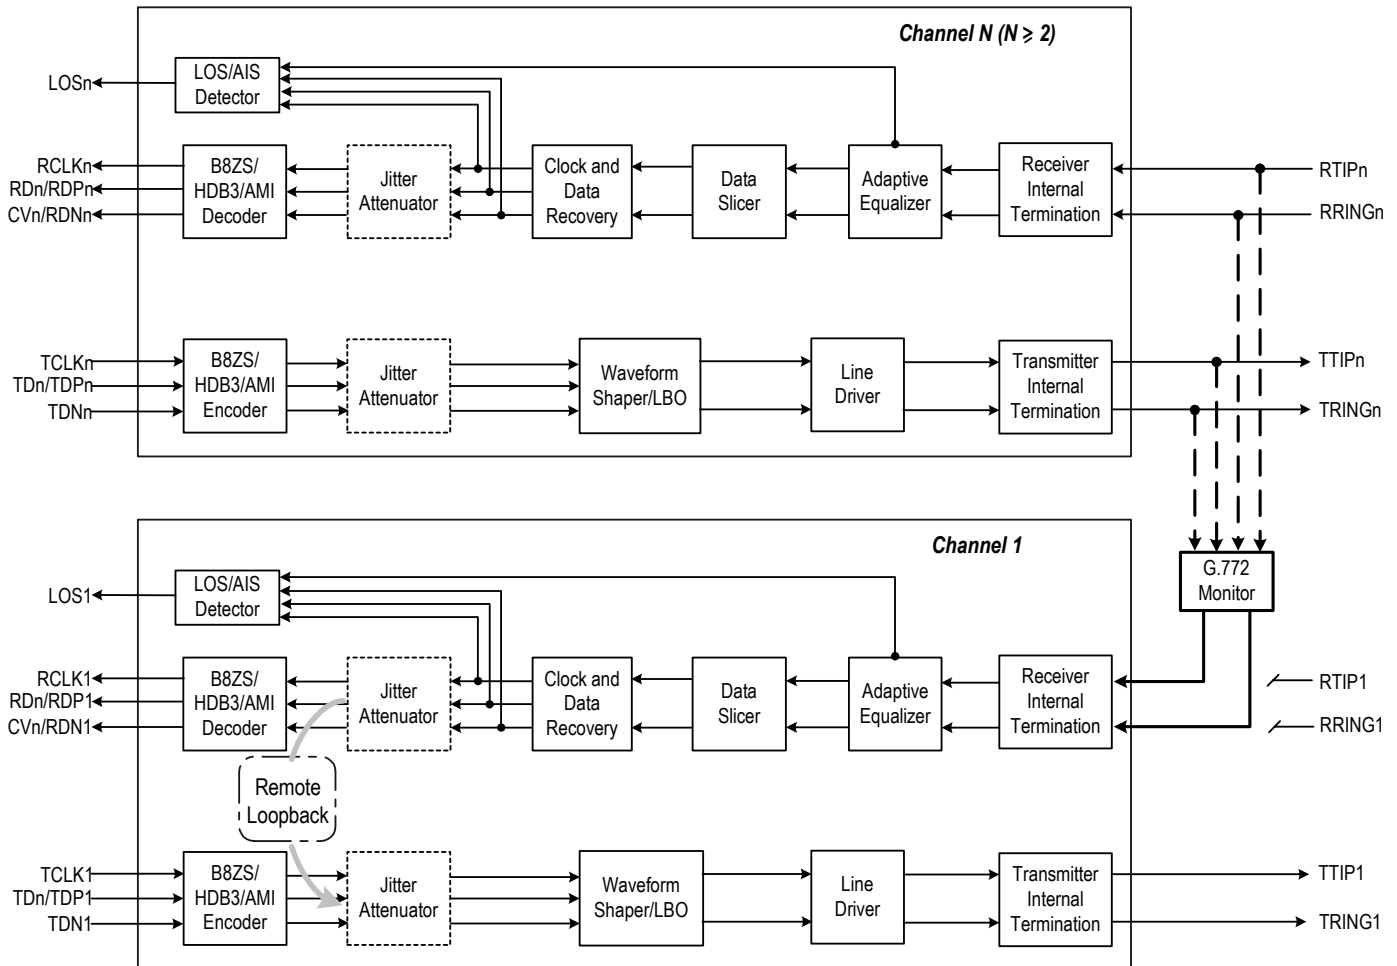 Channel N (N ≥ 2)
LOSn
LOS/AIS
Detector
RCLKn
RDn/RDPn
CVn/RDNn
B8ZS/
HDB3/AMI
Decoder
Jitter
Attenuator
Clock and
Data
Recovery
Data
Slicer
Adaptive
Equalizer
Receiver
Internal
Termination
RTIPn
RRINGn
TCLKn
TDn/TDPn
TDNn
B8ZS/
HDB3/AMI
Encoder
Jitter
Attenuator
Waveform
Shaper/LBO
Line
Driver
Transmitter
Internal
Termination
TTIPn
TRINGn
Channel 1
G.772
Monitor
LOS1
LOS/AIS
Detector
RCLK1
RDn/RDP1
CVn/RDN1
B8ZS/
HDB3/AMI
Decoder
Jitter
Attenuator
Clock and
Data
Recovery
Data
Slicer
Adaptive
Equalizer
Receiver
Internal
Termination
RTIP1
RRING1
Remote
Loopback
TCLK1
TDn/TDP1
TDN1
B8ZS/
HDB3/AMI
Encoder
Jitter
Attenuator
Waveform
Shaper/LBO
Line
Driver
Transmitter
Internal
Termination
TTIP1
TRING1